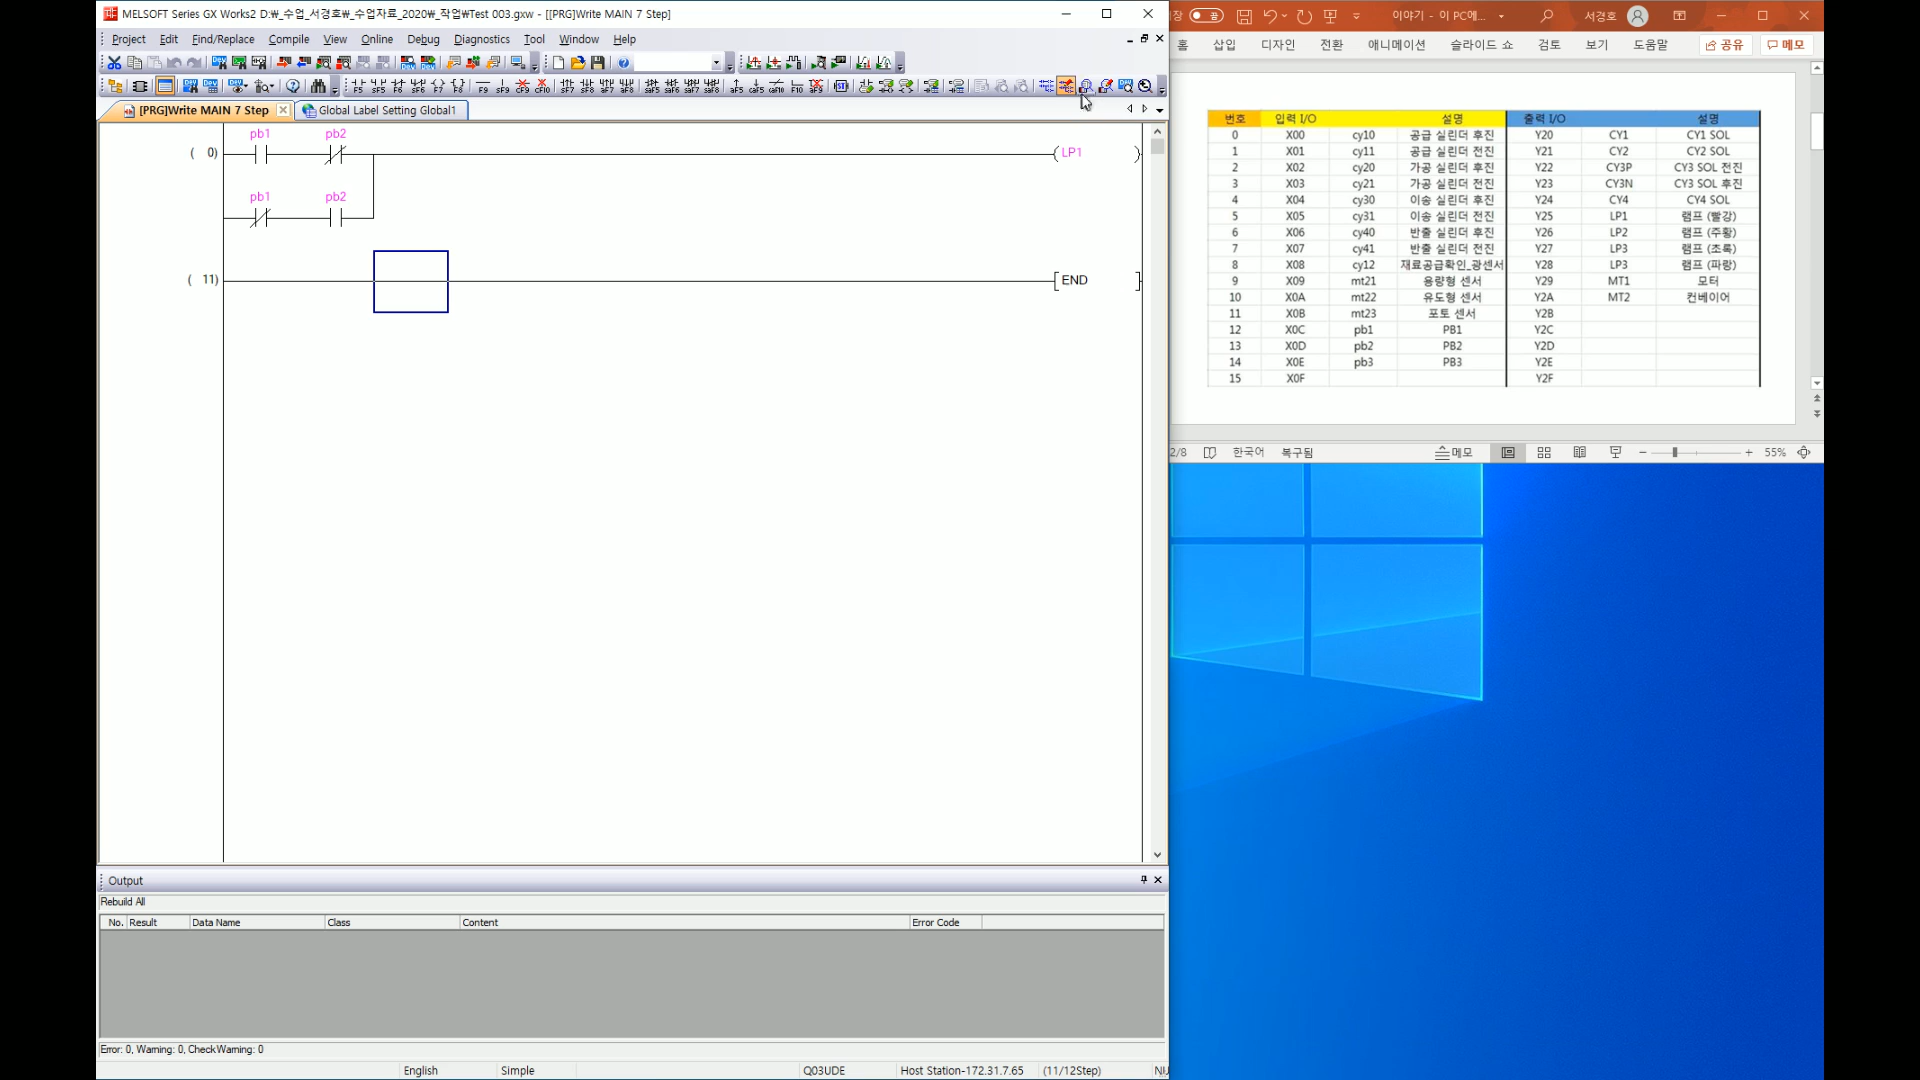 MELSOFT Series GX Works2 D:₩_수업_서경호₩_수업자료_2020₩_작업₩Test 003.gxw - [[PRG]Write MAIN 7 Step]
Project Edit Find/Replace Compile View Online Debug Diagnostics Tool Window Help
[PRG]Write MAIN 7 Step Global Label Setting Global1
pb1 pb2
( 0) LP1
pb1 pb2
( 11) END
Output
Rebuild All
No. Result Data Name Class Content Error Code
Error: 0, Warning: 0, CheckWarning: 0
English Simple Q03UDE Host Station-172.31.7.65 (11/12Step)
이야기 - 이 PC에... 서경호
홈 삽입 디자인 전환 애니메이션 슬라이드 쇼 검토 보기 도움말 공유 메모
번호 입력 I/O 설명 출력 I/O 설명
0 X00 cy10 공급 실린더 후진 Y20 CY1 CY1 SOL
1 X01 cy11 공급 실린더 전진 Y21 CY2 CY2 SOL
2 X02 cy20 가공 실린더 후진 Y22 CY3P CY3 SOL 전진
3 X03 cy21 가공 실린더 전진 Y23 CY3N CY3 SOL 후진
4 X04 cy30 이송 실린더 후진 Y24 CY4 CY4 SOL
5 X05 cy31 이송 실린더 전진 Y25 LP1 램프 (빨강)
6 X06 cy40 반출 실린더 후진 Y26 LP2 램프 (주황)
7 X07 cy41 반출 실린더 전진 Y27 LP3 램프 (초록)
8 X08 cy12 재료공급확인_광센서 Y28 LP3 램프 (파랑)
9 X09 mt21 용량형 센서 Y29 MT1 모터
10 X0A mt22 유도형 센서 Y2A MT2 컨베이어
11 X0B mt23 포토 센서 Y2B
12 X0C pb1 PB1 Y2C
13 X0D pb2 PB2 Y2D
14 X0E pb3 PB3 Y2E
15 X0F Y2F
2/8 한국어 복구됨 메모 55%